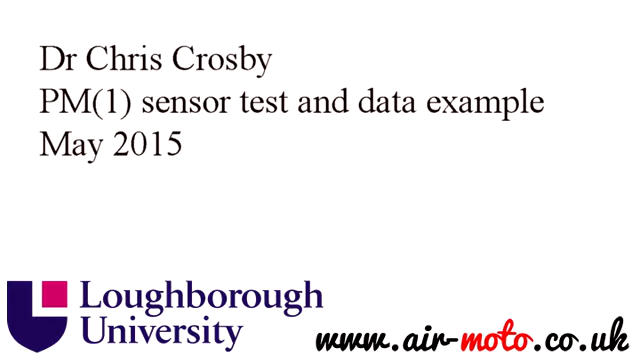 Dr Chris Crosby
PM(1) sensor test and data example
May 2015
Loughborough
University
www.air-moto.co.uk